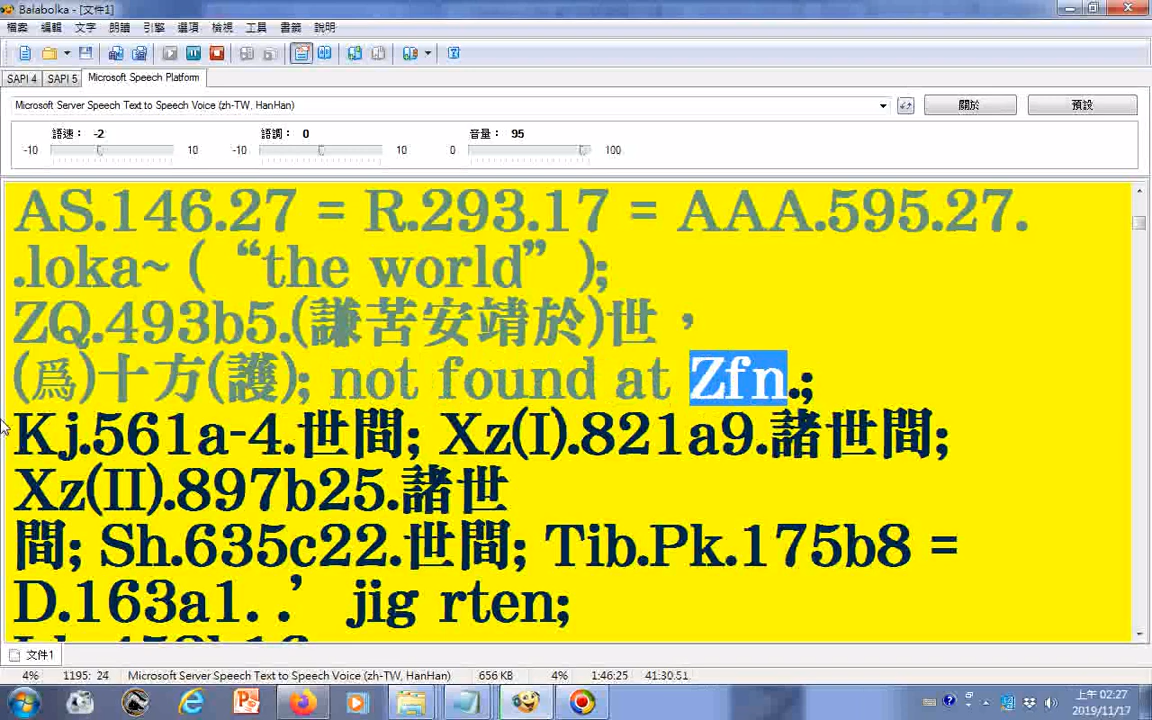 Balabolka - [文件1]
檔案 編輯 文字 朗讀 引擎 選項 檢視 工具 書籤 說明
SAPI 4 SAPI 5 Microsoft Speech Platform
Microsoft Server Speech Text to Speech Voice (zh-TW, HanHan) 關於 預設
語速： -2 語調： 0 音量： 95
-10 10 -10 10 0 100
AS.146.27 = R.293.17 = AAA.595.27.
.loka~ (“the world”);
ZQ.493b5.(謙苦安靖於)世，
(爲)十方(護); not found at Zfn.;
Kj.561a-4.世間; Xz(I).821a9.諸世間;
Xz(II).897b25.諸世
間; Sh.635c22.世間; Tib.Pk.175b8 =
D.163a1. .’jig rten;
文件1
4% 1195: 24 Microsoft Server Speech Text to Speech Voice (zh-TW, HanHan) 656 KB 4% 1:46:25 41:30.51
上午 02:27
2019/11/17